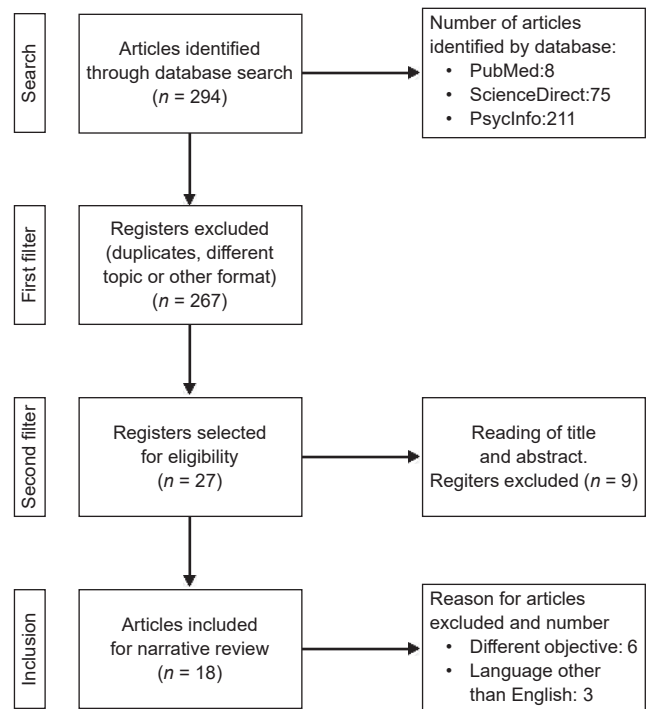 Search
Articles identified
through database search
(n = 294)
Number of articles
identified by database:
• PubMed:8
• ScienceDirect:75
• PsycInfo:211
First filter
Registers excluded
(duplicates, different
topic or other format)
(n = 267)
Second filter
Registers selected
for eligibility
(n = 27)
Reading of title
and abstract.
Regiters excluded (n = 9)
Inclusion
Articles included
for narrative review
(n = 18)
Reason for articles
excluded and number
• Different objective: 6
• Language other
than English: 3